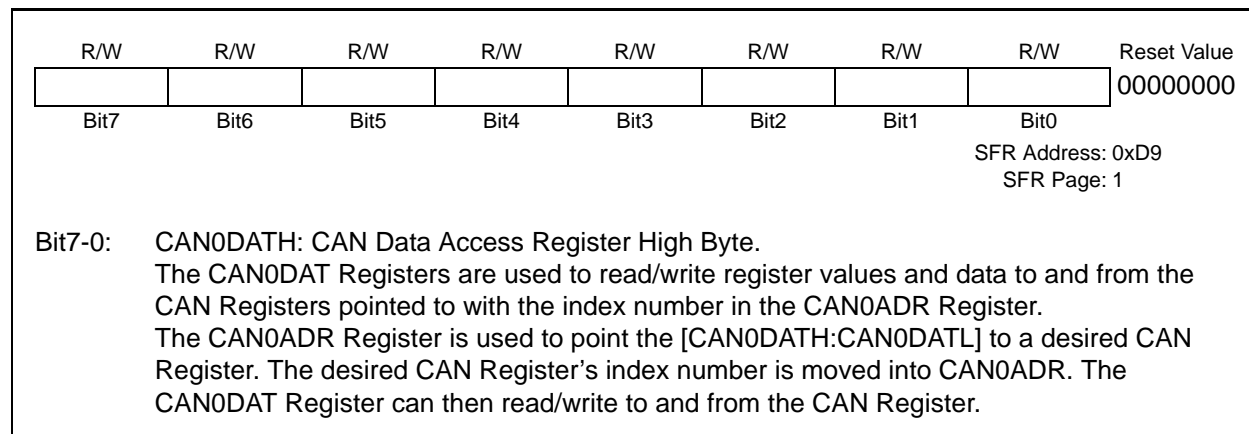 R/W R/W R/W R/W R/W R/W R/W R/W Reset Value
00000000
Bit7 Bit6 Bit5 Bit4 Bit3 Bit2 Bit1 Bit0
SFR Address: 0xD9
SFR Page: 1
Bit7-0: CAN0DATH: CAN Data Access Register High Byte.
The CAN0DAT Registers are used to read/write register values and data to and from the
CAN Registers pointed to with the index number in the CAN0ADR Register.
The CAN0ADR Register is used to point the [CAN0DATH:CAN0DATL] to a desired CAN
Register. The desired CAN Register's index number is moved into CAN0ADR. The
CAN0DAT Register can then read/write to and from the CAN Register.